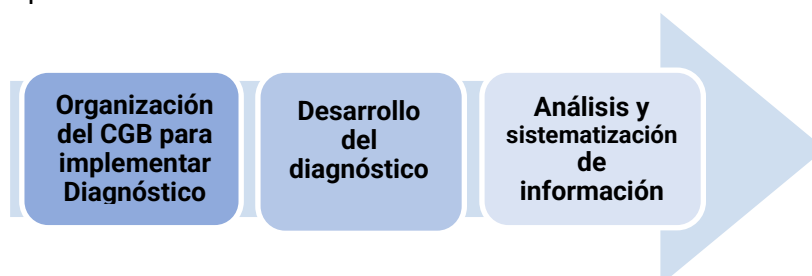 Organización
del CGB para
implementar
Diagnóstico
Desarrollo
del
diagnóstico
Análisis y
sistematización
de
información